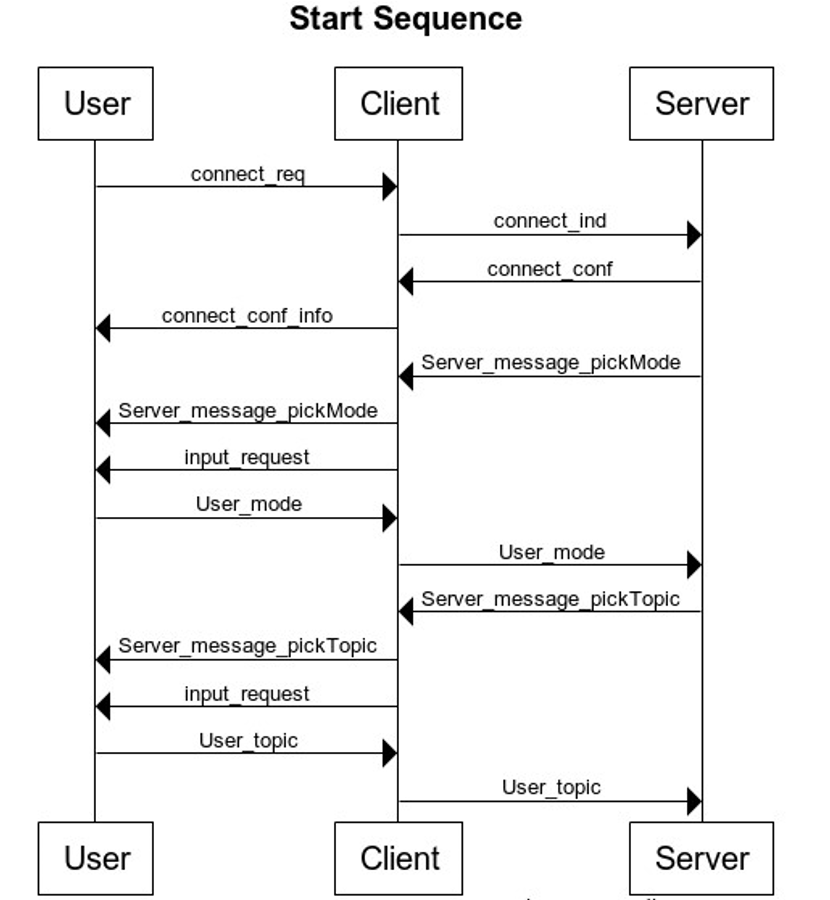 Start Sequence
User Client Server
connect_req
connect_ind
connect_conf
connect_conf_info
Server_message_pickMode
Server_message_pickMode
input_request
User_mode
User_mode
Server_message_pickTopic
Server_message_pickTopic
input_request
User_topic
User_topic
User Client Server